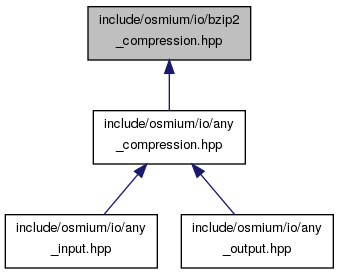 include/osmium/io/bzip2
_compression.hpp
include/osmium/io/any
_compression.hpp
include/osmium/io/any
_input.hpp
include/osmium/io/any
_output.hpp